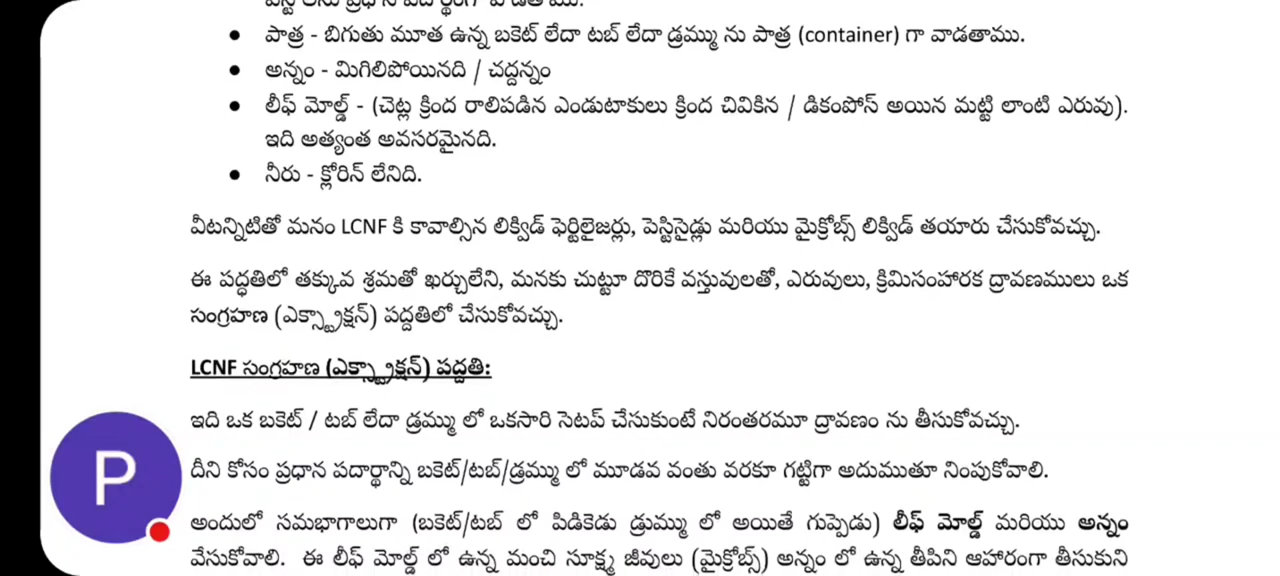 • పాత్ర - బిగుతు మూత ఉన్న బకెట్ లేదా టబ్ లేదా డ్రమ్ము ను పాత్ర (container) గా వాడతాము.
• అన్నం - మిగిలిపోయినది / చద్దన్నం
• లీఫ్ మోల్డ్ - (చెట్ల క్రింద రాలిపడిన ఎండుటాకులు క్రింద చివికిన / డికంపోస్ అయిన మట్టి లాంటి ఎరువు).
ఇది అత్యంత అవసరమైనది.
• నీరు - క్లోరిన్ లేనిది.
వీటన్నిటితో మనం LCNF కి కావాల్సిన లిక్విడ్ ఫెర్టిలైజర్లు, పెస్టిసైడ్లు మరియు మైక్రోబ్స్ లిక్విడ్ తయారు చేసుకోవచ్చు.
ఈ పద్ధతిలో తక్కువ శ్రమతో ఖర్చులేని, మనకు చుట్టూ దొరికే వస్తువులతో, ఎరువులు, క్రిమిసంహారక ద్రావణములు ఒక
సంగ్రహణ (ఎక్స్ట్రాక్షన్) పద్దతిలో చేసుకోవచ్చు.
LCNF సంగ్రహణ (ఎక్స్ట్రాక్షన్) పద్దతి:
ఇది ఒక బకెట్ / టబ్ లేదా డ్రమ్ము లో ఒకసారి సెటప్ చేసుకుంటే నిరంతరమూ ద్రావణం ను తీసుకోవచ్చు.
దీని కోసం ప్రధాన పదార్థాన్ని బకెట్/టబ్/డ్రమ్ము లో మూడవ వంతు వరకూ గట్టిగా అదుముతూ నింపుకోవాలి.
P
అందులో సమభాగాలుగా (బకెట్/టబ్ లో పిడికెడు డ్రుమ్ము లో అయితే గుప్పెడు) లీఫ్ మోల్డ్ మరియు అన్నం
వేసుకోవాలి. ఈ లీఫ్ మోల్డ్ లో ఉన్న మంచి సూక్ష్మ జీవులు (మైక్రోబ్స్) అన్నం లో ఉన్న తీపిని ఆహారంగా తీసుకుని